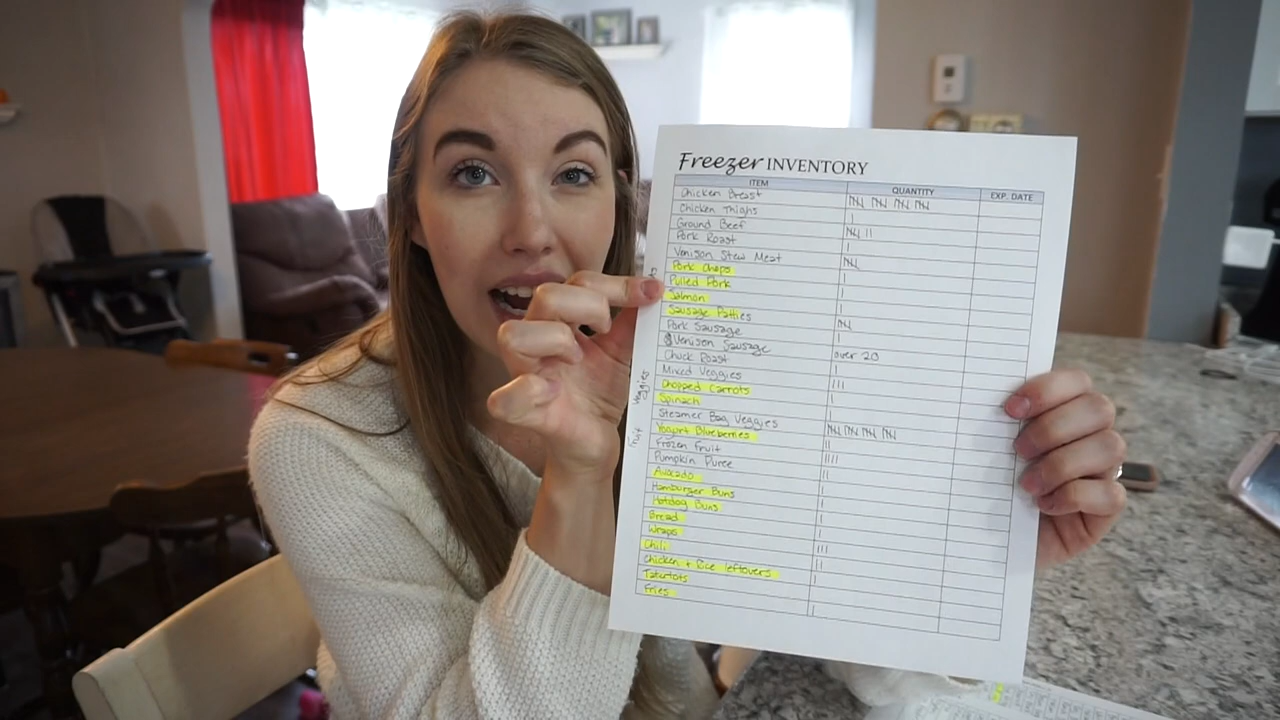 Freezer INVENTORY
ITEM QUANTITY EXP. DATE
Chicken Breast
Chicken Thighs
Ground Beef
Pork Roast
Venison Stew Meat
Pork Chops
Pulled Pork
Salmon
Sausage Patties
Pork Sausage
Venison Sausage
Chuck Roast over 20
Mixed Veggies
Chopped Carrots
Spinach
Steamer Bag Veggies
Yogurt Blueberries
Frozen Fruit
Pumpkin Puree
Avocado
Hamburger Buns
Hotdog Buns
Bread
Wraps
Chili
Chicken + Rice leftovers
Tatertots
Fries
Veggies
Fruit